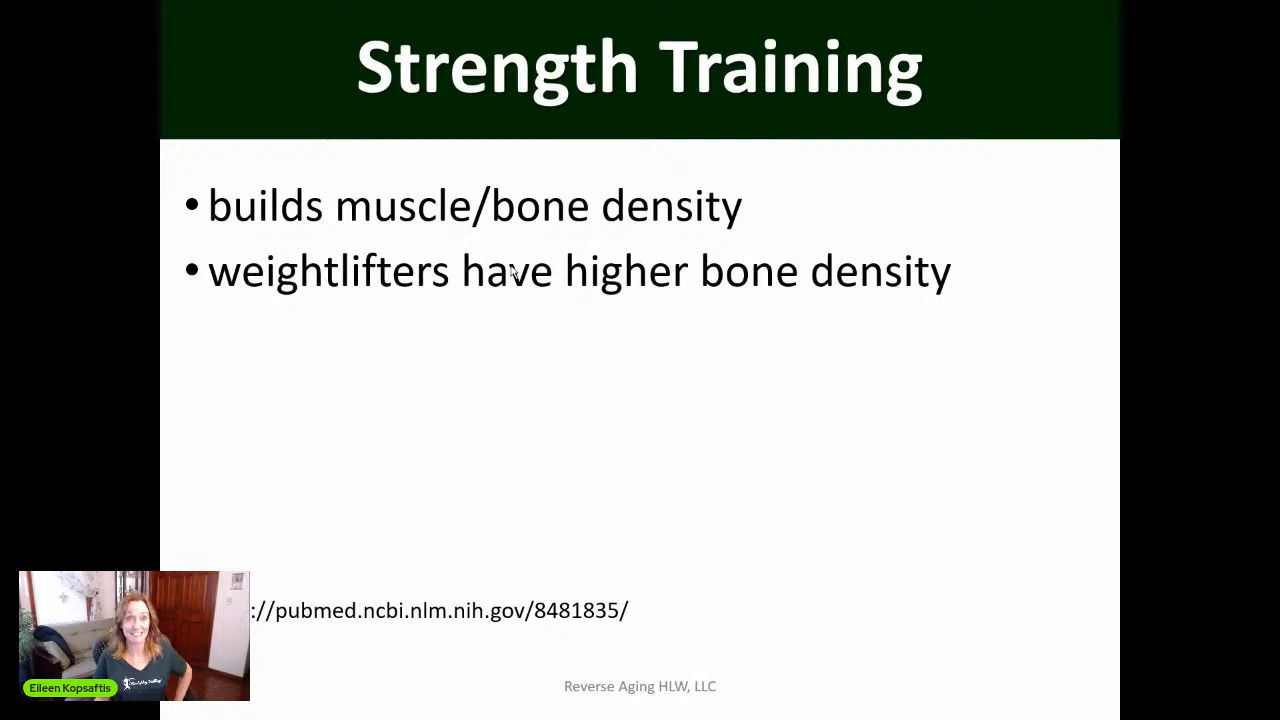 Strength Training
• builds muscle/bone density
• weightlifters have higher bone density
://pubmed.ncbi.nlm.nih.gov/8481835/
Eileen Kopsaftis
Reverse Aging HLW, LLC